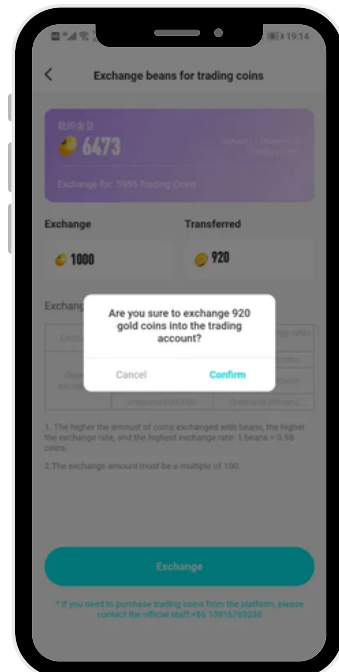 19:14
Exchange beans for trading coins
我的金豆
6473
Exchange for: 5955 Trading Coins
Exchange
Transferred
1000
920
Are you sure to exchange 920
gold coins into the trading
account?
Cancel
Confirm
1. The higher the amount of coins exchanged with beans, the higher
the exchange rate, and the highest exchange rate: 1 beans = 0.98
coins.
2.The exchange amount must be a multiple of 100.
Exchange
* If you need to purchase trading coins from the platform, please
contact the official staff:+86 13816769238